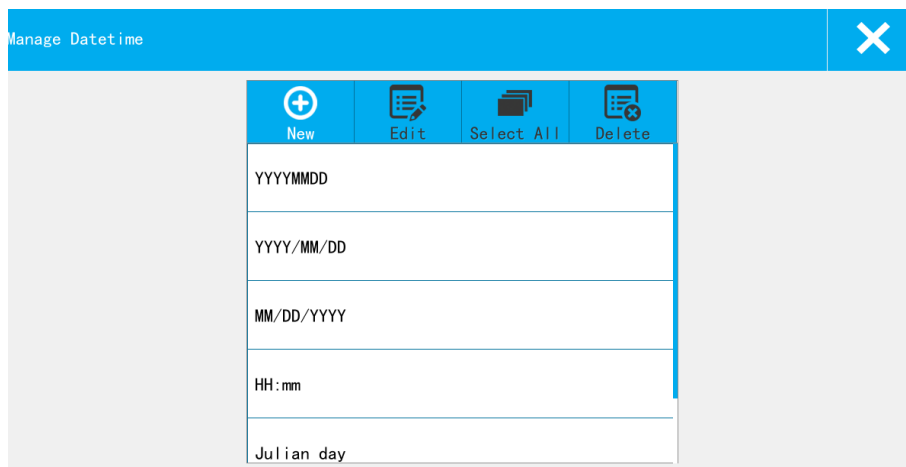 Manage Datetime
New Edit Select All Delete
YYYYMMDD
YYYY/MM/DD
MM/DD/YYYY
HH:mm
Julian day